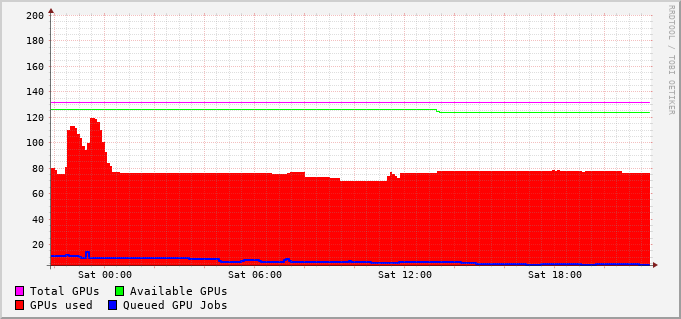 200
180
160
140
120
100
80
60
40
20
Sat 00:00 Sat 06:00 Sat 12:00 Sat 18:00
Total GPUs Available GPUs
GPUs used Queued GPU Jobs
RRDTOOL / TOBI OETIKER